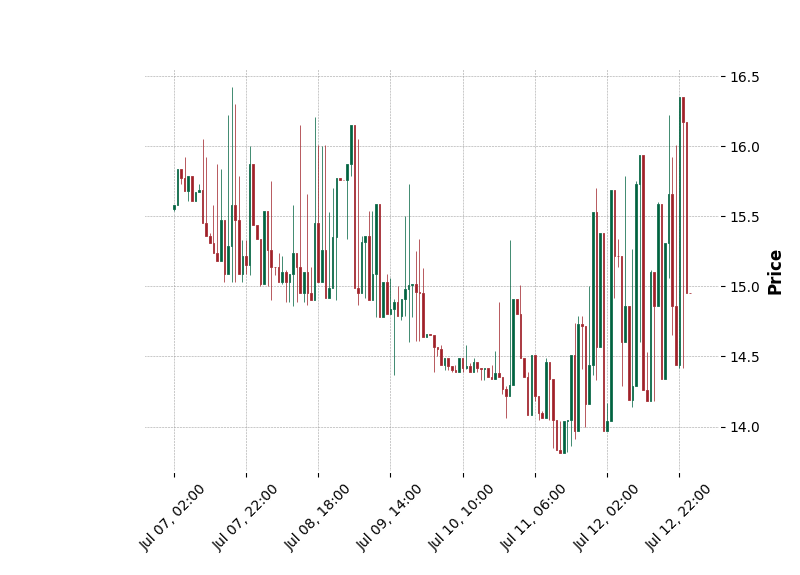 16.5
16.0
15.5
15.0
14.5
14.0
Price
Jul 07, 02:00
Jul 07, 22:00
Jul 08, 18:00
Jul 09, 14:00
Jul 10, 10:00
Jul 11, 06:00
Jul 12, 02:00
Jul 12, 22:00